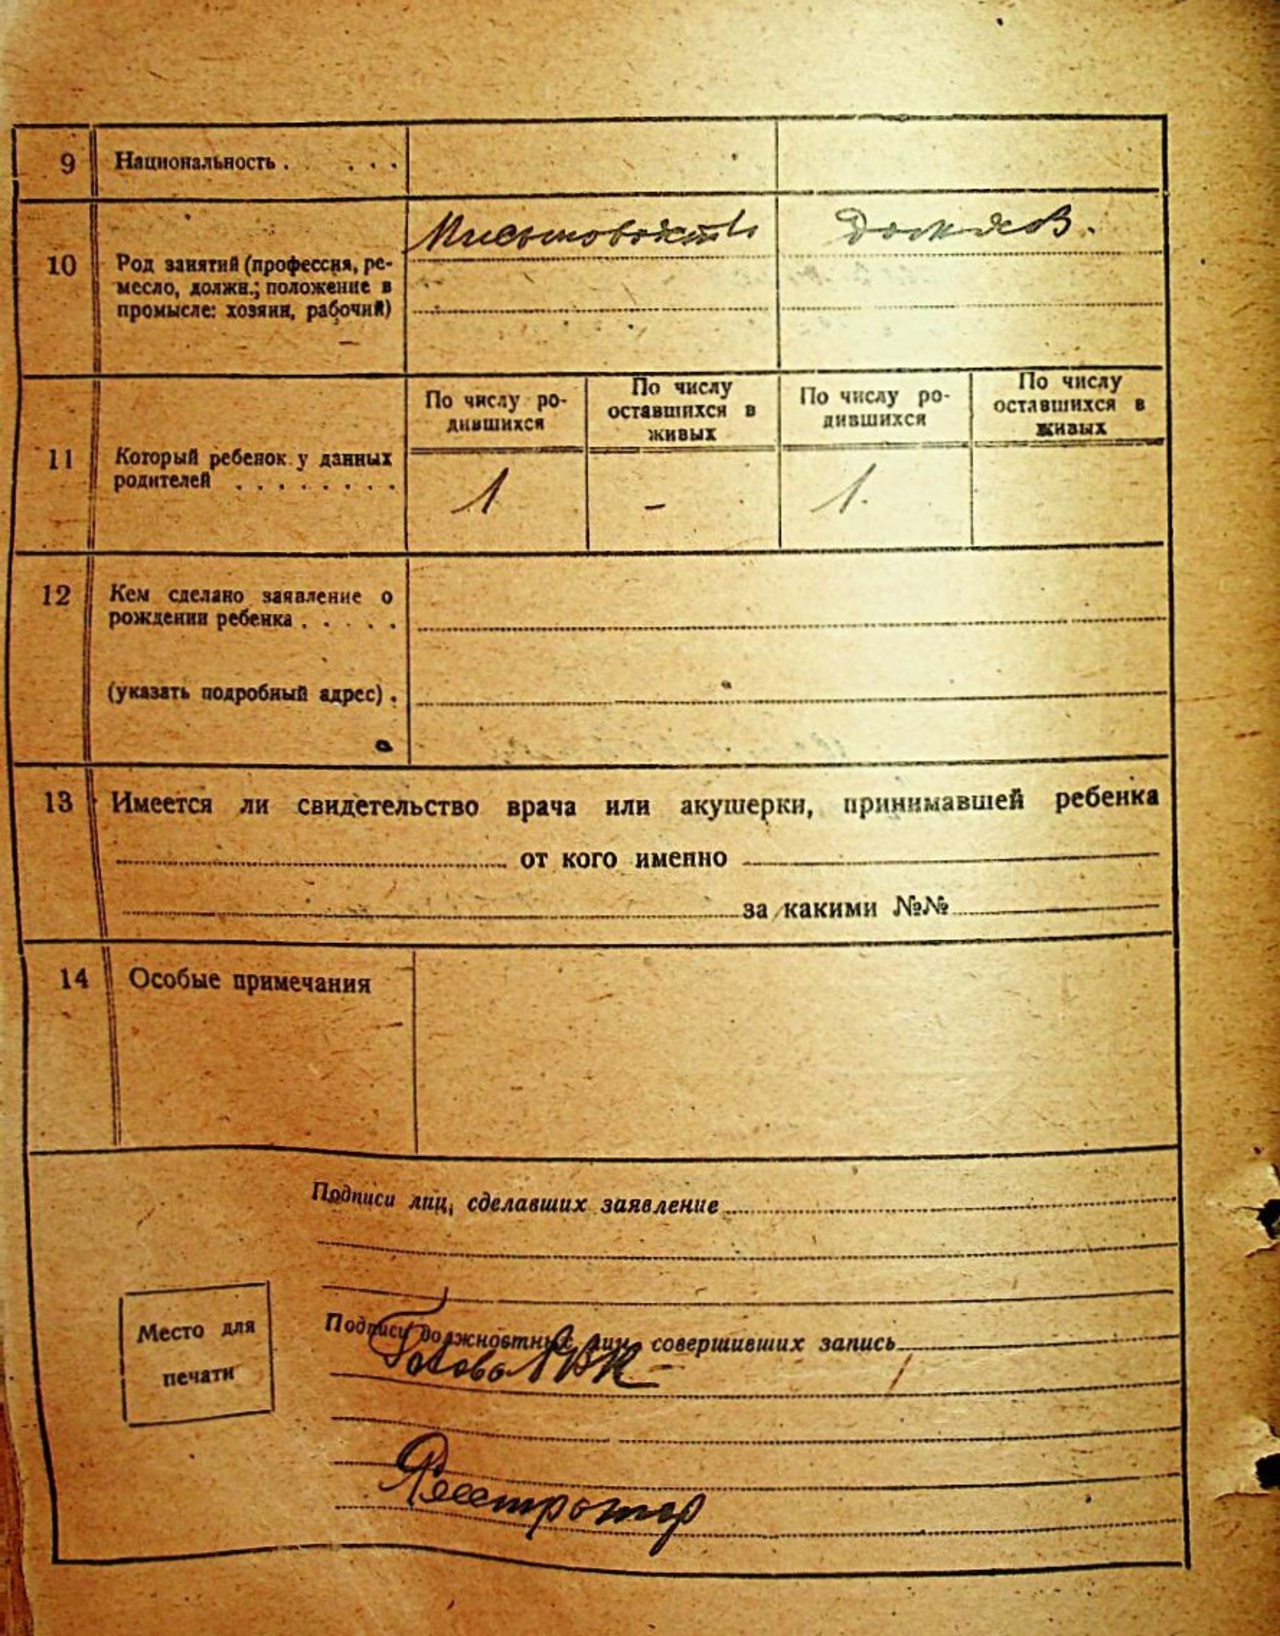 9 Национальность . . . . .
10 Род занятий (профессия, ре-
месло, должн.; положение в
промысле: хозяин, рабочий)
Домхоз.
По числу ро-
дившихся
По числу
оставшихся в
живых
По числу ро-
дившихся
По числу
оставшихся в
живых
11 Который ребенок у данных
родителей . . . . . . . .
1 - 1.
12 Кем сделано заявление о
рождении ребенка . . . . .
(указать подробный адрес) .
13 Имеется ли свидетельство врача или акушерки, принимавшей ребенка
от кого именно
за какими №№
14 Особые примечания
Подписи лиц, сделавших заявление
Место для
печати
Подписи должностных лиц, совершивших запись